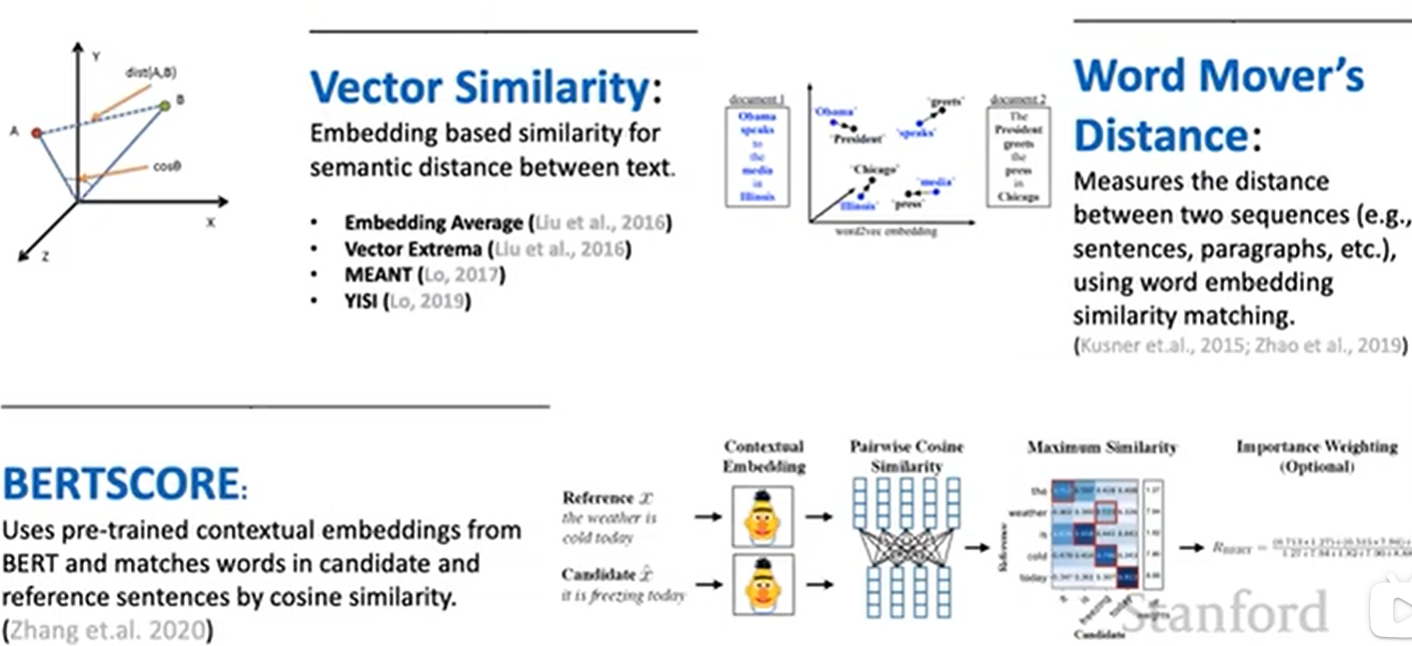 Y
dist(A,B)
B
A
cosθ
X
Z
Vector Similarity:
Embedding based similarity for
semantic distance between text.
• Embedding Average (Liu et al., 2016)
• Vector Extrema (Liu et al., 2016)
• MEANT (Lo, 2017)
• YISI (Lo, 2019)
document 1
Obama
speaks
to
the
media
in
Illinois
'Obama'
'President'
'greets'
'speaks'
'Chicago'
'Illinois'
'media'
'press'
word2vec embedding
document 2
The
President
greets
the
press
in
Chicago
Word Mover's
Distance:
Measures the distance
between two sequences (e.g.,
sentences, paragraphs, etc.),
using word embedding
similarity matching.
(Kusner et.al., 2015; Zhao et al., 2019)
BERTSCORE:
Uses pre-trained contextual embeddings from
BERT and matches words in candidate and
reference sentences by cosine similarity.
(Zhang et.al. 2020)
Reference x
the weather is
cold today
Candidate x̂
it is freezing today
Contextual
Embedding
Pairwise Cosine
Similarity
Maximum Similarity
Reference
the
weather
is
cold
today
it
is
freezing
today
Candidate
Importance Weighting
(Optional)
Stanford